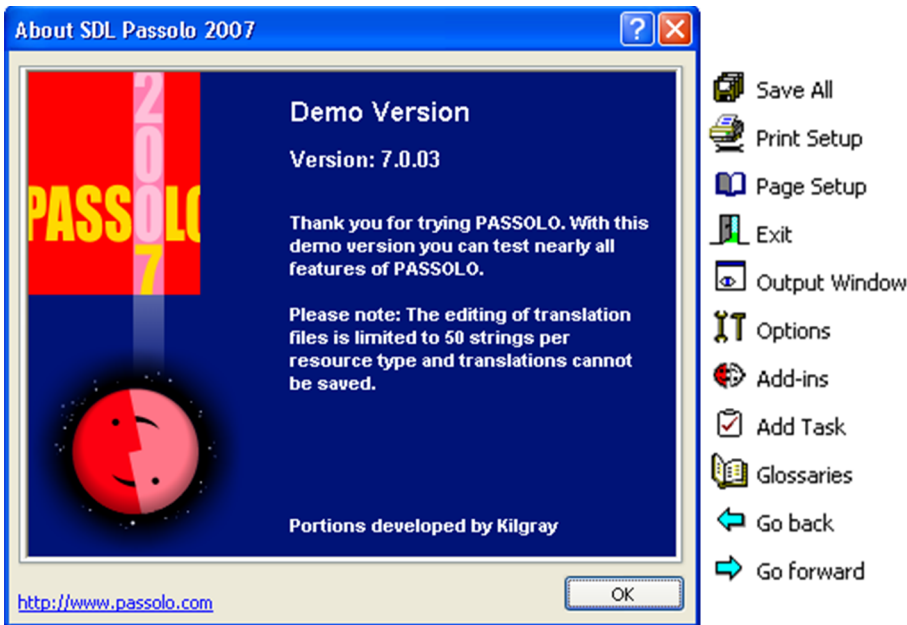 About SDL Passolo 2007
2007
PASSOLO
Demo Version
Version: 7.0.03
Thank you for trying PASSOLO. With this
demo version you can test nearly all
features of PASSOLO.
Please note: The editing of translation
files is limited to 50 strings per
resource type and translations cannot
be saved.
Portions developed by Kilgray
http://www.passolo.com
OK
Save All
Print Setup
Page Setup
Exit
Output Window
Options
Add-ins
Add Task
Glossaries
Go back
Go forward